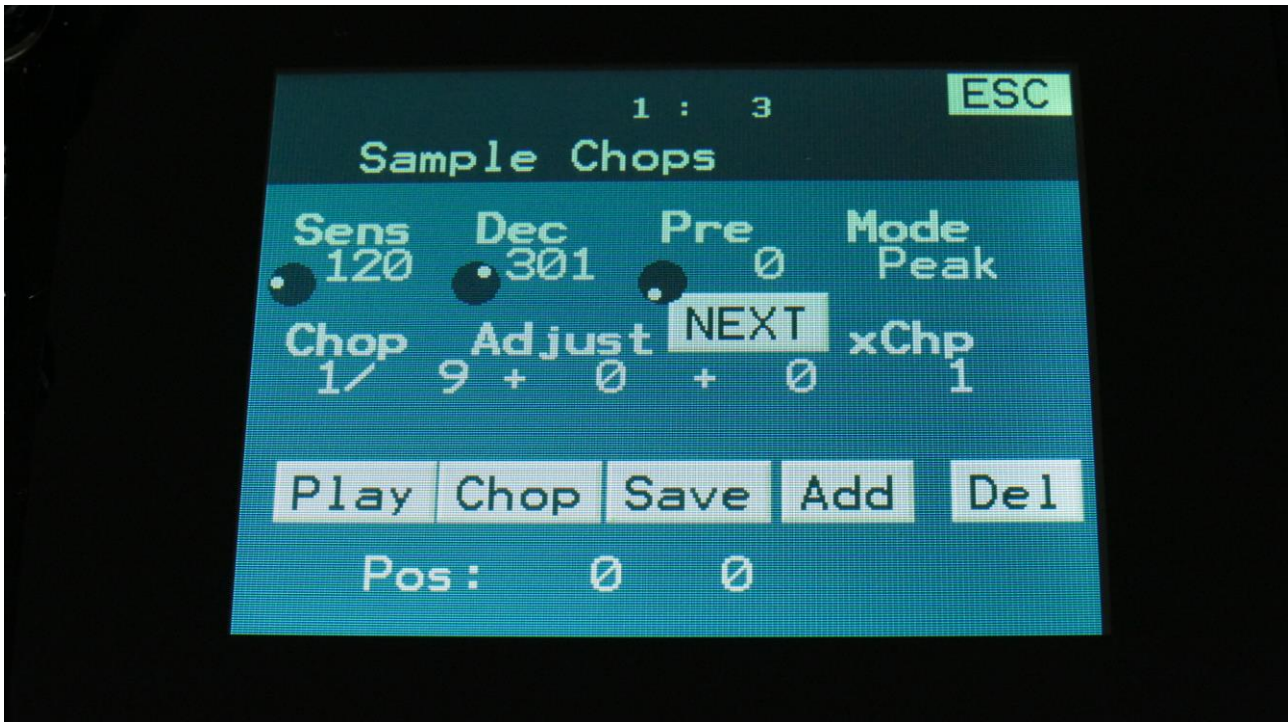 1 : 3 ESC
Sample Chops
Sens Dec Pre Mode
120 301 0 Peak
Chop Adjust NEXT xChp
1/ 9 + 0 + 0 1
Play Chop Save Add Del
Pos: 0 0